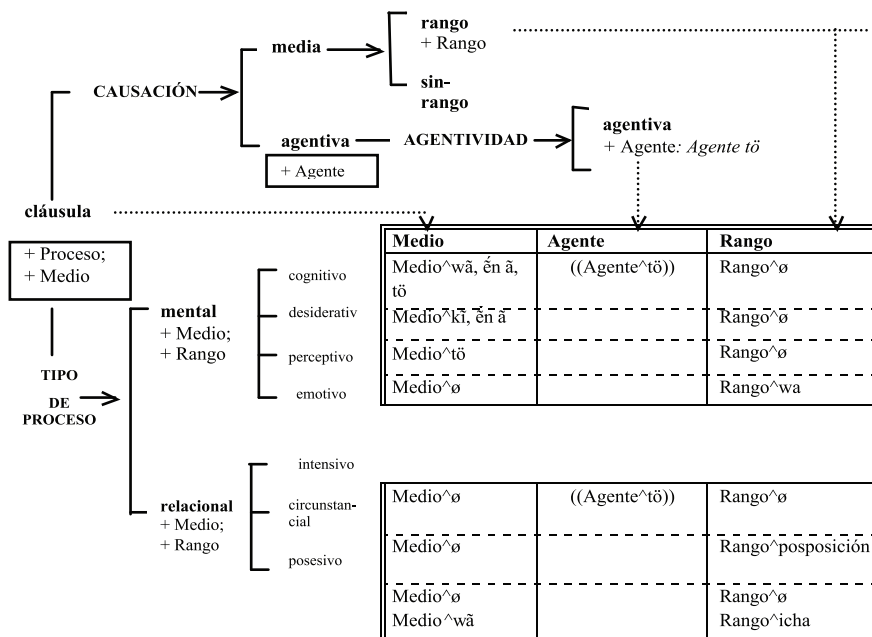 rango
+ Rango
media
sin-
rango
CAUSACIÓN
agentiva
AGENTIVIDAD
agentiva
+ Agente: Agente tö
+ Agente
cláusula
+ Proceso;
+ Medio
Medio Agente Rango
cognitivo
Medio^wã, ḗn ã, ((Agente^tö)) Rango^ø
tö
mental
+ Medio;
+ Rango
desiderativ
Medio^kĩ, ḗn ã Rango^ø
perceptivo
Medio^tö Rango^ø
emotivo
Medio^ø Rango^wa
TIPO
DE
PROCESO
relacional
+ Medio;
+ Rango
intensivo
Medio^ø ((Agente^tö)) Rango^ø
circunstan-
cial
Medio^ø Rango^posposición
posesivo
Medio^ø Rango^ø
Medio^wã Rango^icha